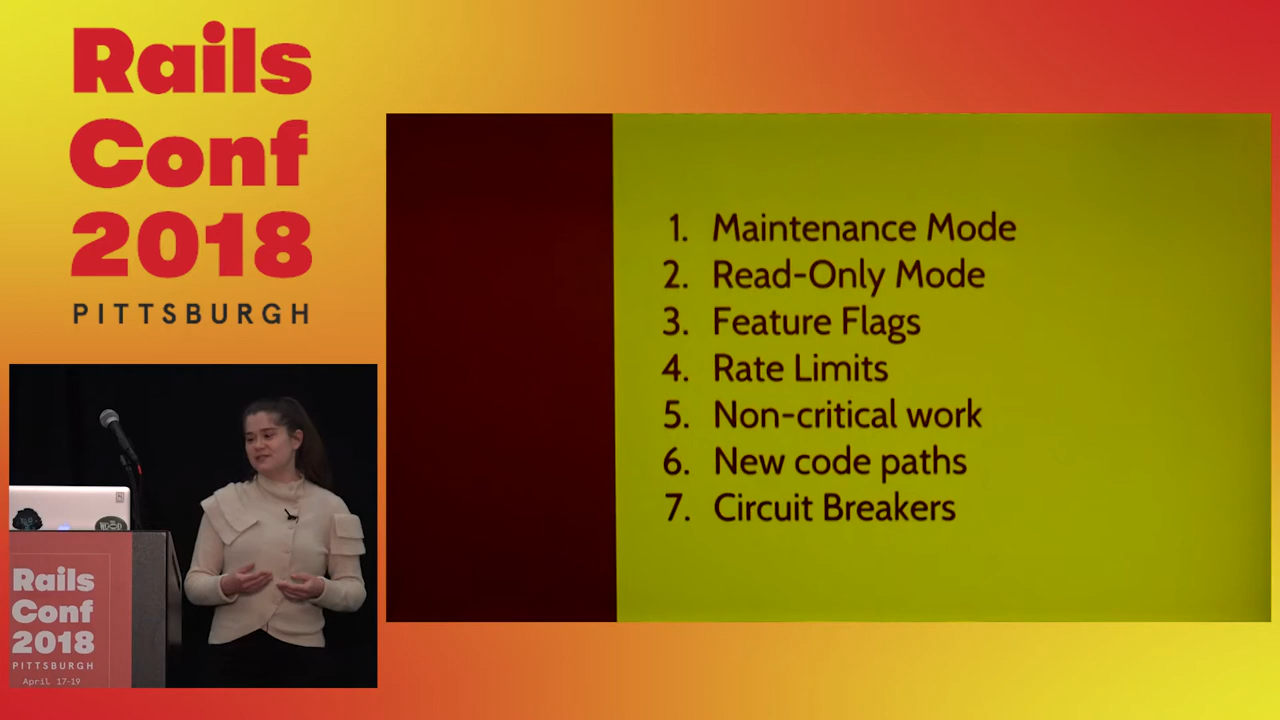 Rails
Conf
2018
PITTSBURGH
1. Maintenance Mode
2. Read-Only Mode
3. Feature Flags
4. Rate Limits
5. Non-critical work
6. New code paths
7. Circuit Breakers
Rails
Conf
2018
PITTSBURGH
April 17-19